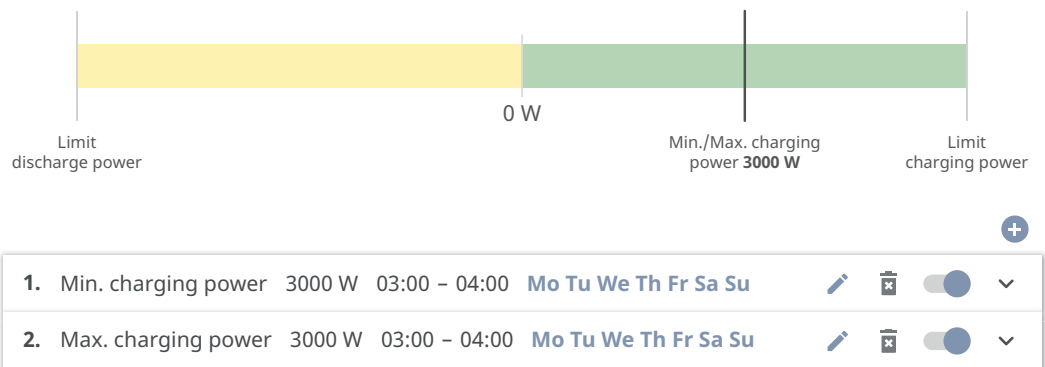 0 W
Limit
discharge power
Min./Max. charging
power 3000 W
Limit
charging power
1. Min. charging power 3000 W 03:00 – 04:00 Mo Tu We Th Fr Sa Su
2. Max. charging power 3000 W 03:00 – 04:00 Mo Tu We Th Fr Sa Su